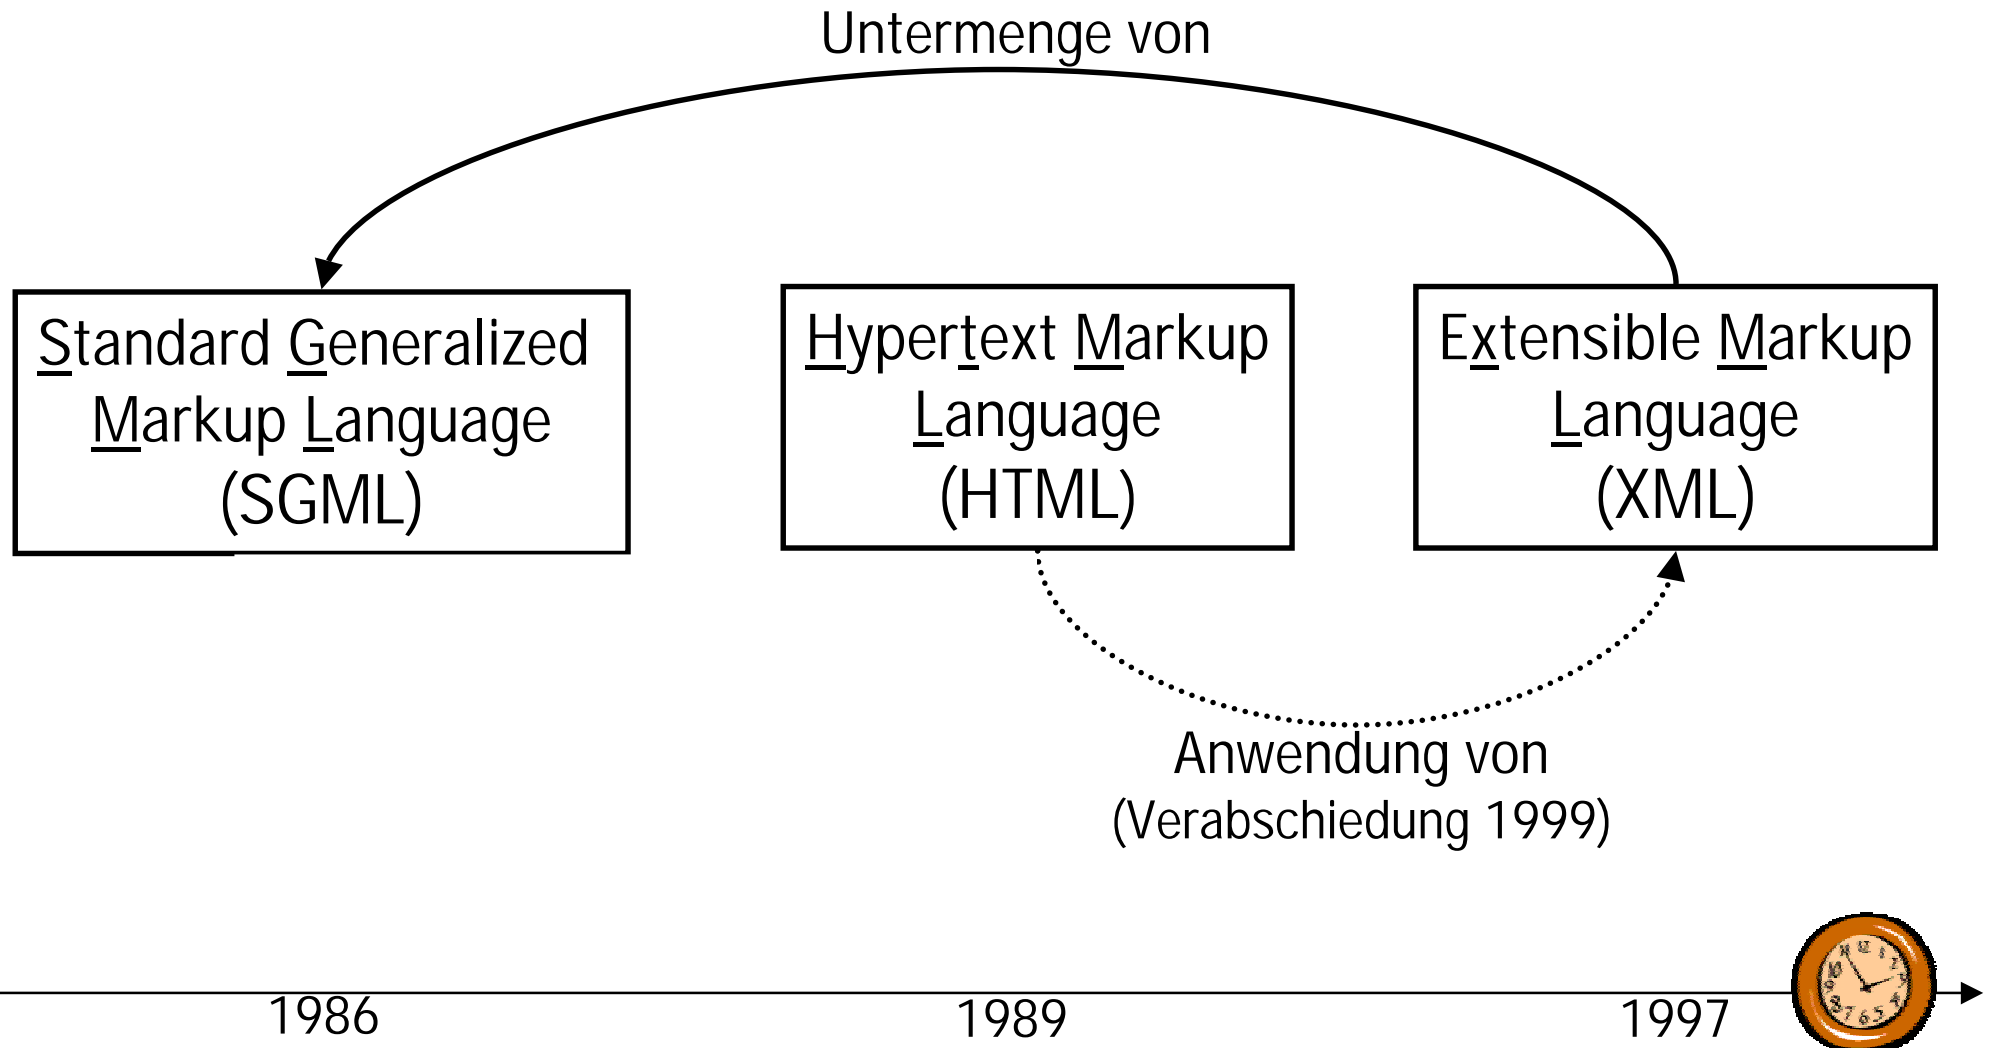 Untermenge von
Standard Generalized
Markup Language
(SGML)
Hypertext Markup
Language
(HTML)
Extensible Markup
Language
(XML)
Anwendung von
(Verabschiedung 1999)
1986
1989
1997